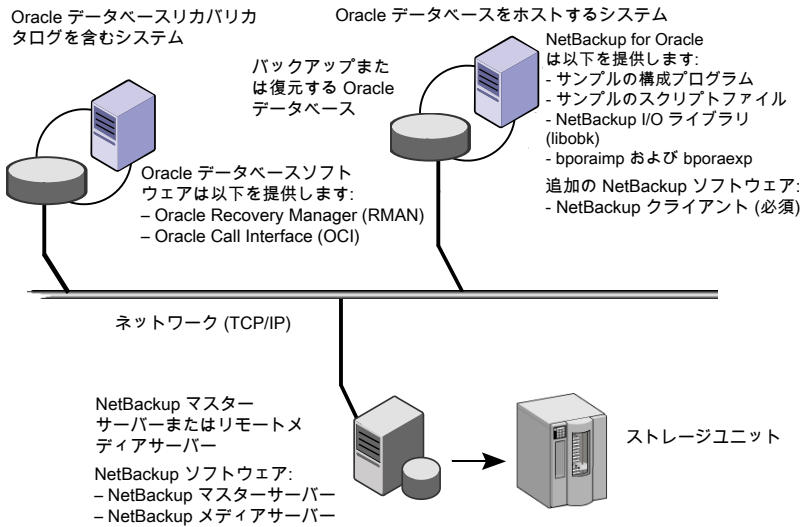 Oracle データベースリカバリカ
タログを含むシステム
Oracle データベースをホストするシステム
バックアップまた
は復元する Oracle
データベース
NetBackup for Oracle
は以下を提供します:
- サンプルの構成プログラム
- サンプルのスクリプトファイル
- NetBackup I/O ライブラリ
(libobk)
- bporaimp および bporaexp
追加の NetBackup ソフトウェア:
- NetBackup クライアント (必須)
Oracle データベースソフト
ウェアは以下を提供します:
– Oracle Recovery Manager (RMAN)
– Oracle Call Interface (OCI)
ネットワーク (TCP/IP)
NetBackup マスター
サーバーまたはリモートメ
ディアサーバー
NetBackup ソフトウェア:
– NetBackup マスターサーバー
– NetBackup メディアサーバー
ストレージユニット